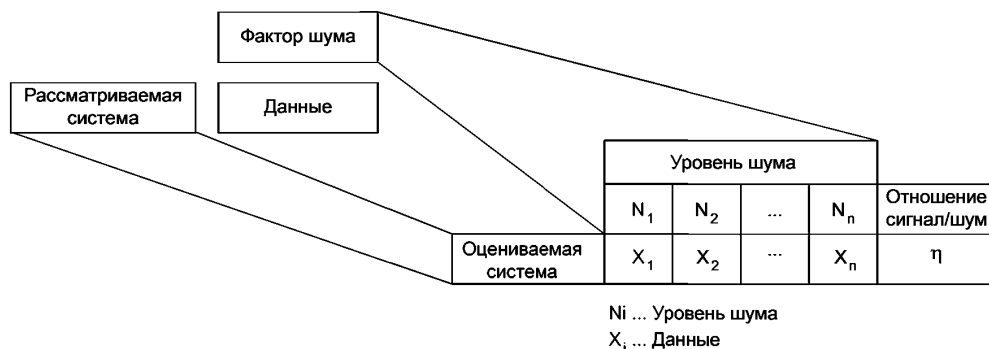 Фактор шума
Рассматриваемая
система
Данные
Уровень шума
N1 N2 ... Nn Отношение
сигнал/шум
Оцениваемая
система
X1 X2 ... Xn η
Ni ... Уровень шума
Xi ... Данные